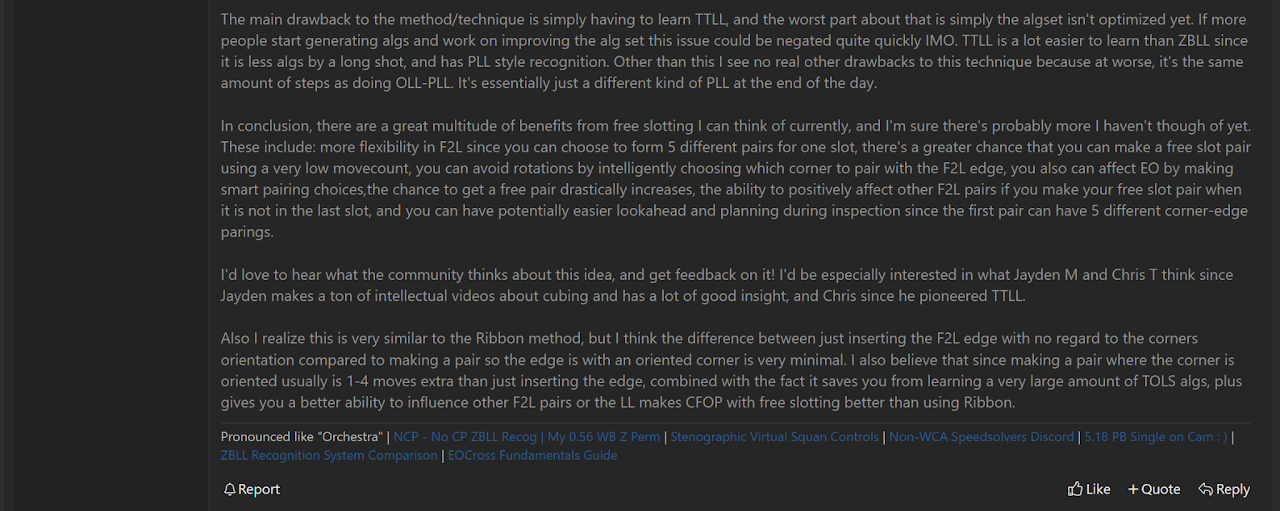 The main drawback to the method/technique is simply having to learn TTLL, and the worst part about that is simply the algset isn't optimized yet. If more
people start generating algs and work on improving the alg set this issue could be negated quite quickly IMO. TTLL is a lot easier to learn than ZBLL since
it is less algs by a long shot, and has PLL style recognition. Other than this I see no real other drawbacks to this technique because at worse, it's the same
amount of steps as doing OLL-PLL. It's essentially just a different kind of PLL at the end of the day.
In conclusion, there are a great multitude of benefits from free slotting I can think of currently, and I'm sure there's probably more I haven't though of yet.
These include: more flexibility in F2L since you can choose to form 5 different pairs for one slot, there's a greater chance that you can make a free slot pair
using a very low movecount, you can avoid rotations by intelligently choosing which corner to pair with the F2L edge, you also can affect EO by making
smart pairing choices,the chance to get a free pair drastically increases, the ability to positively affect other F2L pairs if you make your free slot pair when
it is not in the last slot, and you can have potentially easier lookahead and planning during inspection since the first pair can have 5 different corner-edge
parings.
I'd love to hear what the community thinks about this idea, and get feedback on it! I'd be especially interested in what Jayden M and Chris T think since
Jayden makes a ton of intellectual videos about cubing and has a lot of good insight, and Chris since he pioneered TTLL.
Also I realize this is very similar to the Ribbon method, but I think the difference between just inserting the F2L edge with no regard to the corners
orientation compared to making a pair so the edge is with an oriented corner is very minimal. I also believe that since making a pair where the corner is
oriented usually is 1-4 moves extra than just inserting the edge, combined with the fact it saves you from learning a very large amount of TOLS algs, plus
gives you a better ability to influence other F2L pairs or the LL makes CFOP with free slotting better than using Ribbon.
Pronounced like "Orchestra" | NCP - No CP ZBLL Recog | My 0.56 WB Z Perm | Stenographic Virtual Squan Controls | Non-WCA Speedsolvers Discord | 5.18 PB Single on Cam : ) |
ZBLL Recognition System Comparison | EOCross Fundamentals Guide
Report Like + Quote Reply